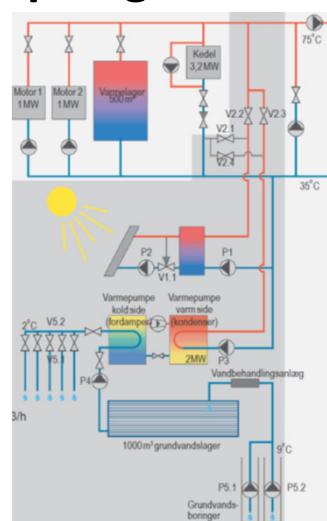 75°C
Kedel
3,2 MW
Motor 1
1 MW
Motor 2
1 MW
Varmelager
500 m³
V2.2
V2.3
V2.1
V2.4
35°C
P2
P1
V1.1
Varmepumpe
kold side
(fordamper)
Varmepumpe
varm side
(kondenser)
2°C
V5.2
V5.1
2MW
P3
P4
Vandbehandlingsanlæg
3/h
1000 m³ grundvandslager
9°C
P5.1
P5.2
Grundvands-
boringer